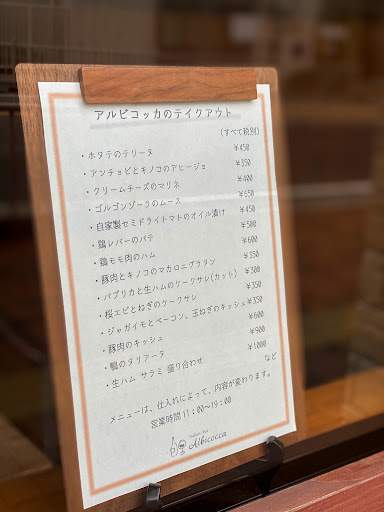 アルビコッカのテイクアウト
(すべて税別)
・ホタテのテリーヌ ¥450
・アンチョビとキノコのアヒージョ ¥350
・クリームチーズのマリネ ¥400
・ゴルゴンゾーラのムース ¥650
・自家製セミドライトマトのオイル漬け ¥450
・鶏レバーのパテ ¥500
・鶏モモ肉のハム ¥600
・豚肉とキノコのマカロニグラタン ¥350
・パプリカと生ハムのケークサレ(カット) ¥300
・桜エビとねぎのケークサレ ¥350
・ジャガイモとベーコン、玉ねぎのキッシュ ¥350
・豚肉のキッシュ ¥600
・鴨のタリアータ ¥900
・生ハム サラミ 盛り合わせ ¥1000
など
メニューは、仕入れによって、内容が変わります。
営業時間11:00〜19:00
Albicocca